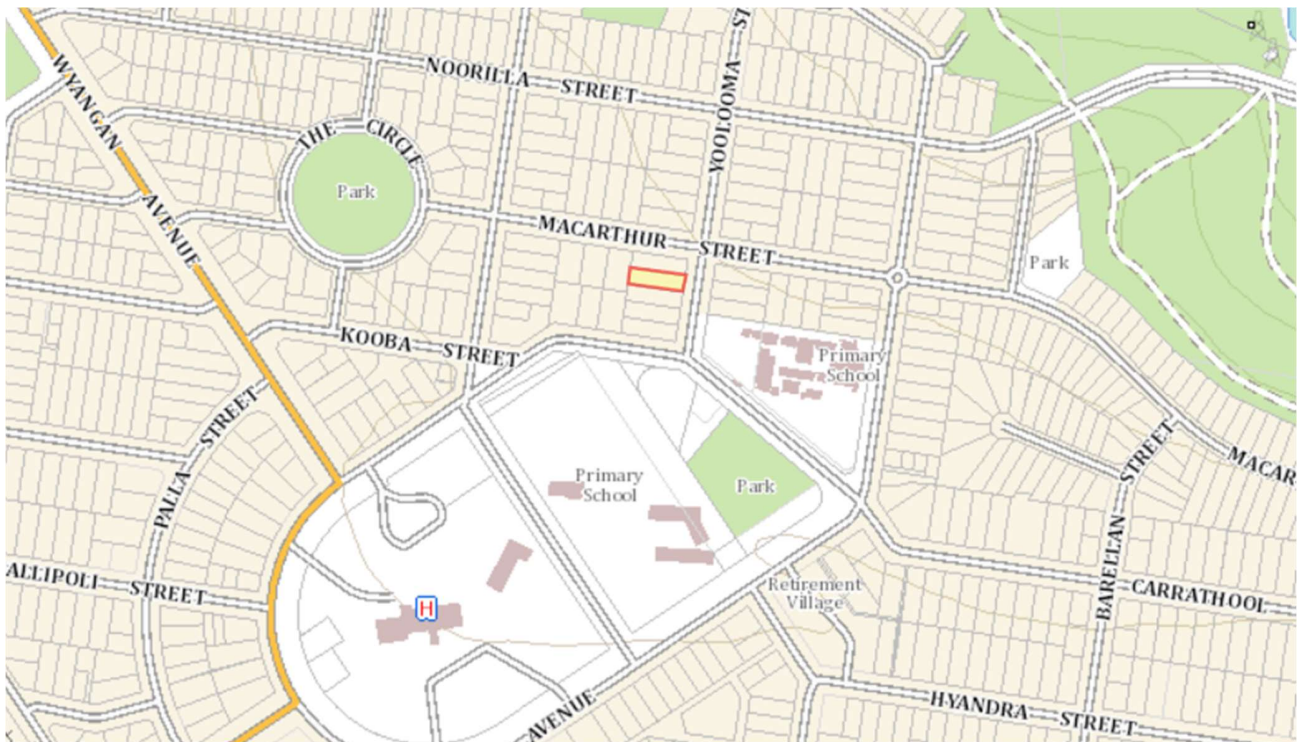 NOORILLA STREET
WYANGAN AVENUE
THE CIRCLE
YOOLOOMA ST
Park
MACARTHUR STREET
Park
KOOBA STREET
Primary
School
PALLA STREET
BARELLAN STREET
MACAR
Primary
School
Park
ALLIPOLI STREET
Retirement
Village
CARRATHOOL
H
HYANDRA STREET
AVENUE